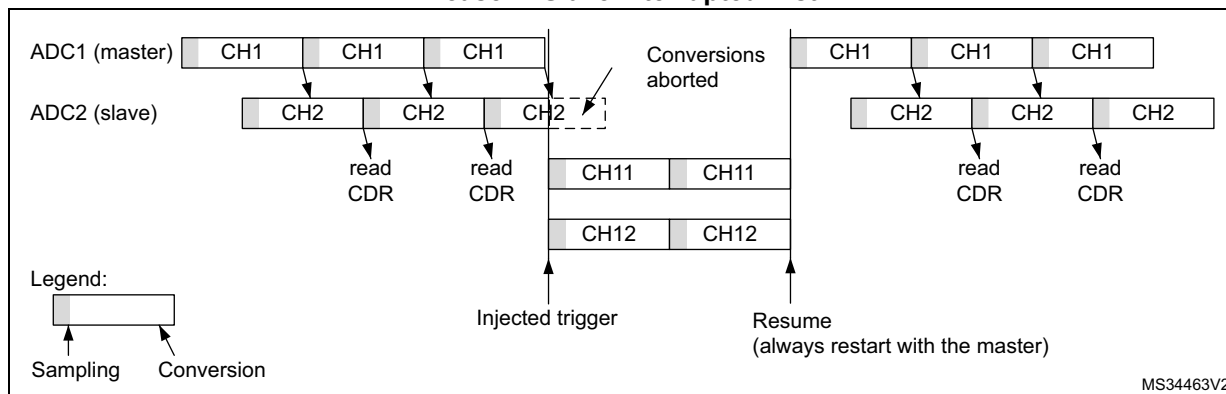 ADC1 (master) CH1 CH1 CH1 CH1 CH1 CH1
Conversions
aborted
ADC2 (slave) CH2 CH2 CH2 CH2 CH2 CH2
read read read read
CDR CDR CDR CDR
CH11 CH11
CH12 CH12
Legend:
Injected trigger
Resume
(always restart with the master)
Sampling Conversion
MS34463V2